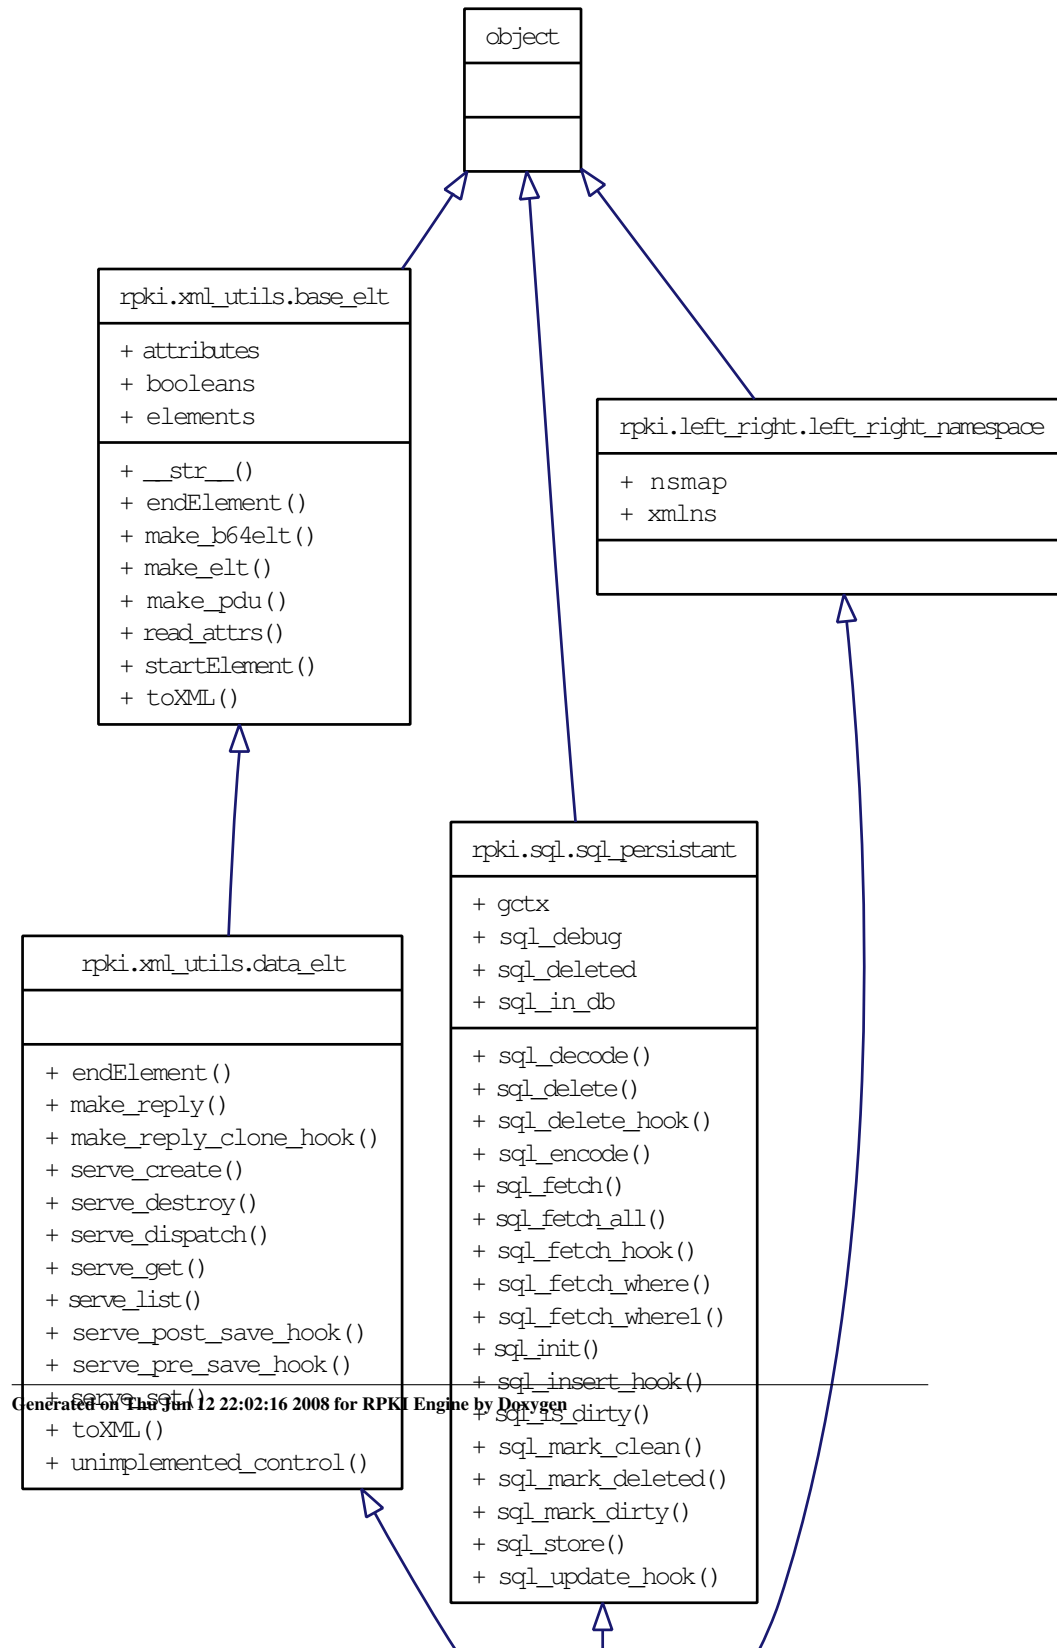 object
rpki.xml_utils.base_elt
+ attributes
+ booleans
+ elements
+ __str__()
+ endElement()
+ make_b64elt()
+ make_elt()
+ make_pdu()
+ read_attrs()
+ startElement()
+ toXML()
rpki.left_right.left_right_namespace
+ nsmap
+ xmlns
rpki.sql.sql_persistant
+ gctx
+ sql_debug
+ sql_deleted
+ sql_in_db
+ sql_decode()
+ sql_delete()
+ sql_delete_hook()
+ sql_encode()
+ sql_fetch()
+ sql_fetch_all()
+ sql_fetch_hook()
+ sql_fetch_where()
+ sql_fetch_where1()
+ sql_init()
+ sql_insert_hook()
+ sql_is_dirty()
+ sql_mark_clean()
+ sql_mark_deleted()
+ sql_mark_dirty()
+ sql_store()
+ sql_update_hook()
rpki.xml_utils.data_elt
+ endElement()
+ make_reply()
+ make_reply_clone_hook()
+ serve_create()
+ serve_destroy()
+ serve_dispatch()
+ serve_get()
+ serve_list()
+ serve_post_save_hook()
+ serve_pre_save_hook()
+ serve_set()
+ toXML()
+ unimplemented_control()
Generated on Thu Jun 12 22:02:16 2008 for RPKI Engine by Doxygen